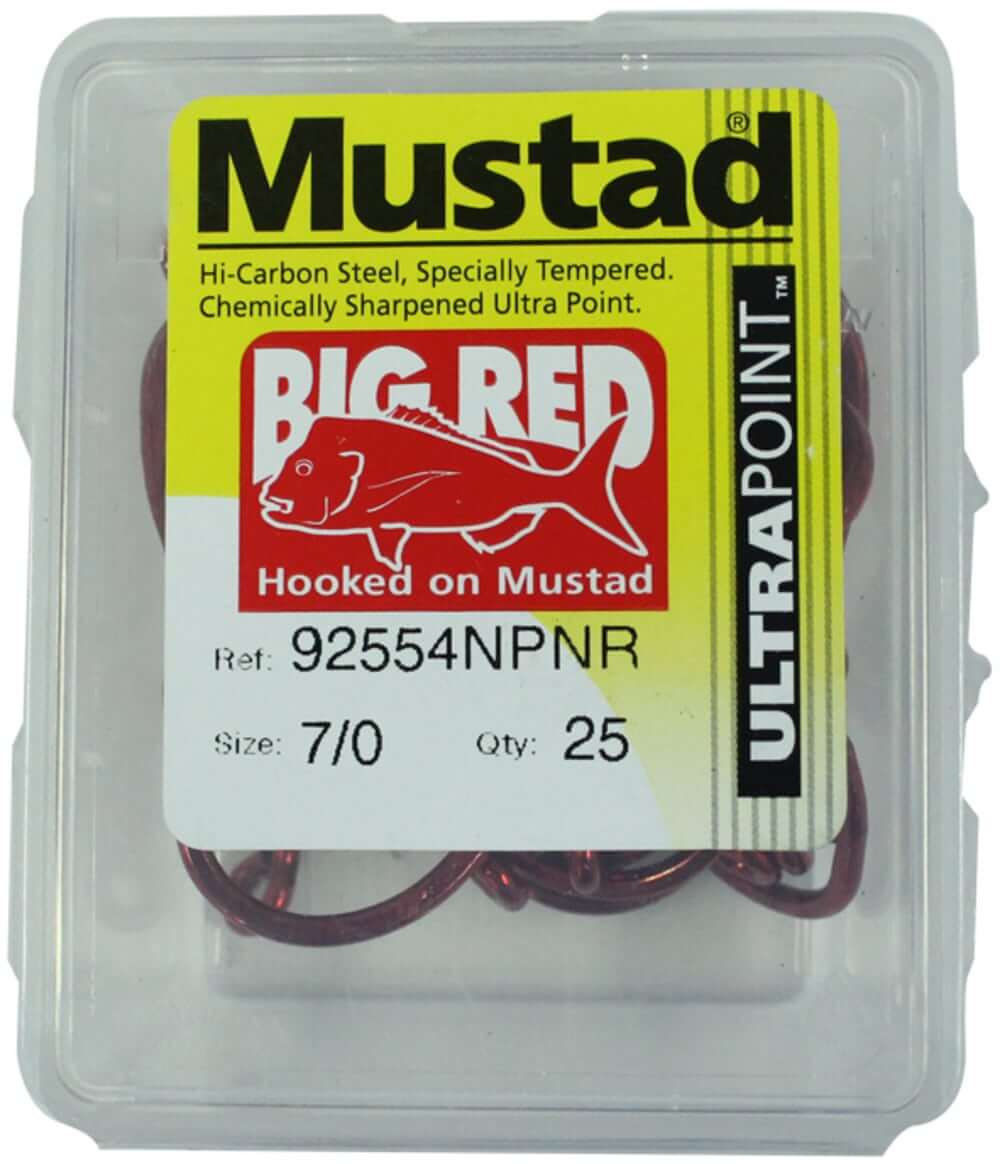 Mustad®
Hi-Carbon Steel, Specially Tempered.
Chemically Sharpened Ultra Point.
BIG RED
Hooked on Mustad
Ref: 92554NPNR
Size: 7/0 Qty: 25
ULTRAPOINT™